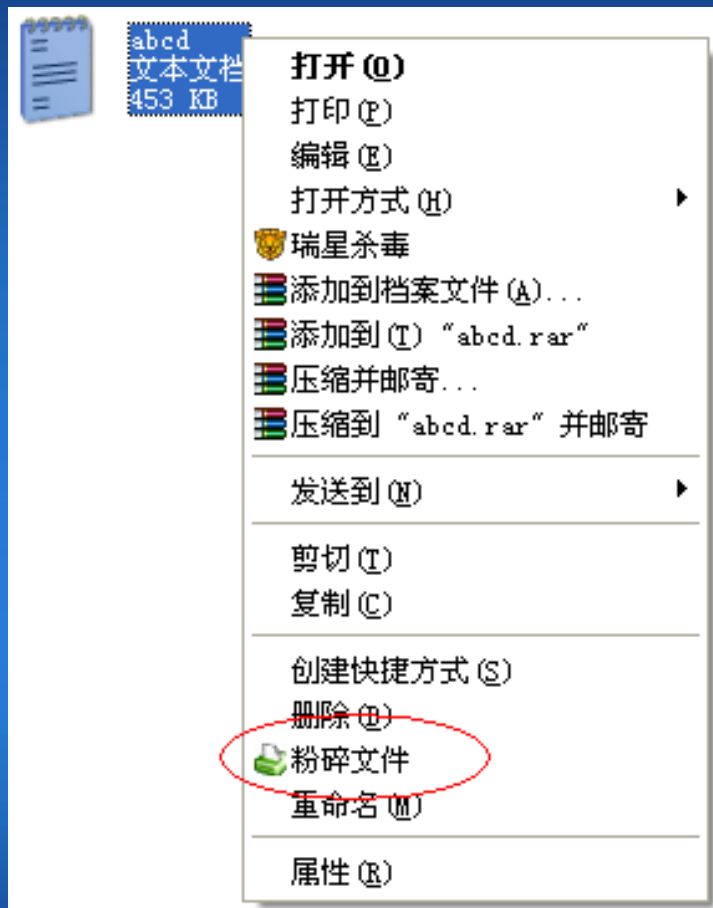 abcd
文本文档
453 KB
打开(O)
打印(P)
编辑(E)
打开方式(H)
瑞星杀毒
添加到档案文件(A)...
添加到(T) "abcd.rar"
压缩并邮寄...
压缩到 "abcd.rar" 并邮寄
发送到(N)
剪切(T)
复制(C)
创建快捷方式(S)
删除(D)
粉碎文件
重命名(M)
属性(R)